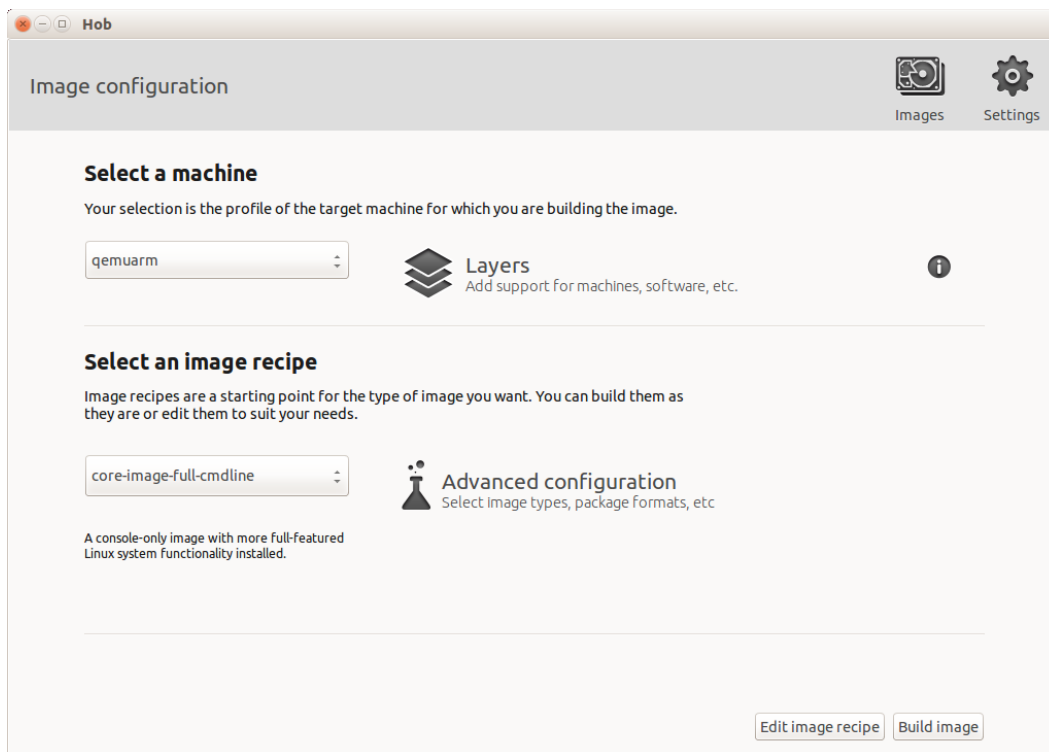 Hob
Image configuration
Images
Settings
Select a machine
Your selection is the profile of the target machine for which you are building the image.
qemuarm
Layers
Add support for machines, software, etc.
Select an image recipe
Image recipes are a starting point for the type of image you want. You can build them as
they are or edit them to suit your needs.
core-image-full-cmdline
Advanced configuration
Select image types, package formats, etc
A console-only image with more full-featured
Linux system functionality installed.
Edit image recipe
Build image